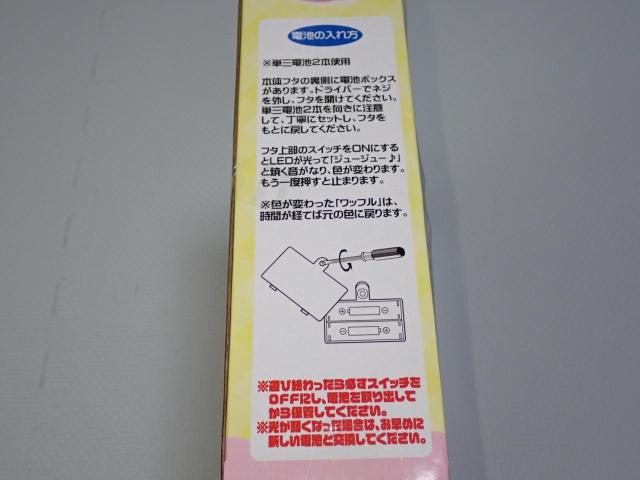 電池の入れ方
※単三電池2本使用
本体フタの裏側に電池ボックス
があります。ドライバーでネジ
を外し、フタを開けてください。
単三電池2本を向きに注意
して、丁寧にセットし、フタを
もとに戻してください。
フタ上部のスイッチをONにする
とLEDが光って「ジュージュー♪」
と焼く音がなり、色が変わります。
もう一度押すと止まります。
※色が変わった「ワッフル」は、
時間が経てば元の色に戻ります。
※遊び終わったら必ずスイッチを
OFFにし、電池を取り出して
から保管してください。
※光が弱くなった場合は、お早めに
新しい電池と交換してください。